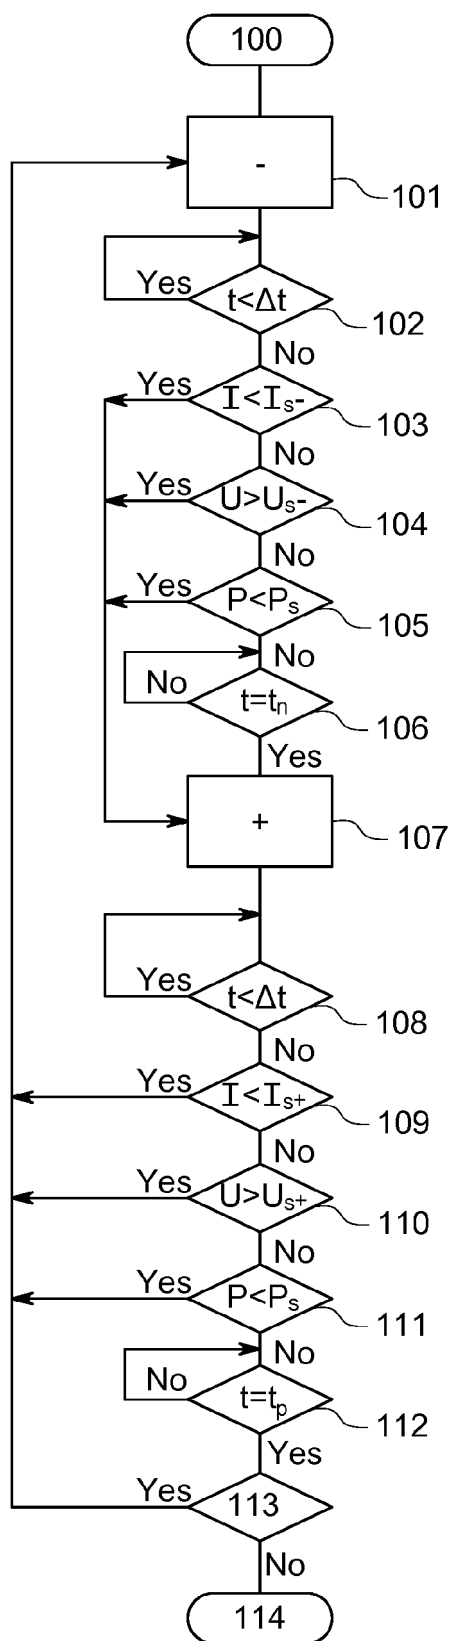 100
-
101
Yes
t<Δt
102
No
Yes
I<Is-
103
No
Yes
U>Us-
104
No
Yes
P<Ps
105
No
No
t=tn
106
Yes
+
107
Yes
t<Δt
108
No
Yes
I<Is+
109
No
Yes
U>Us+
110
No
Yes
P<Ps
111
No
No
t=tp
112
Yes
Yes
113
No
114